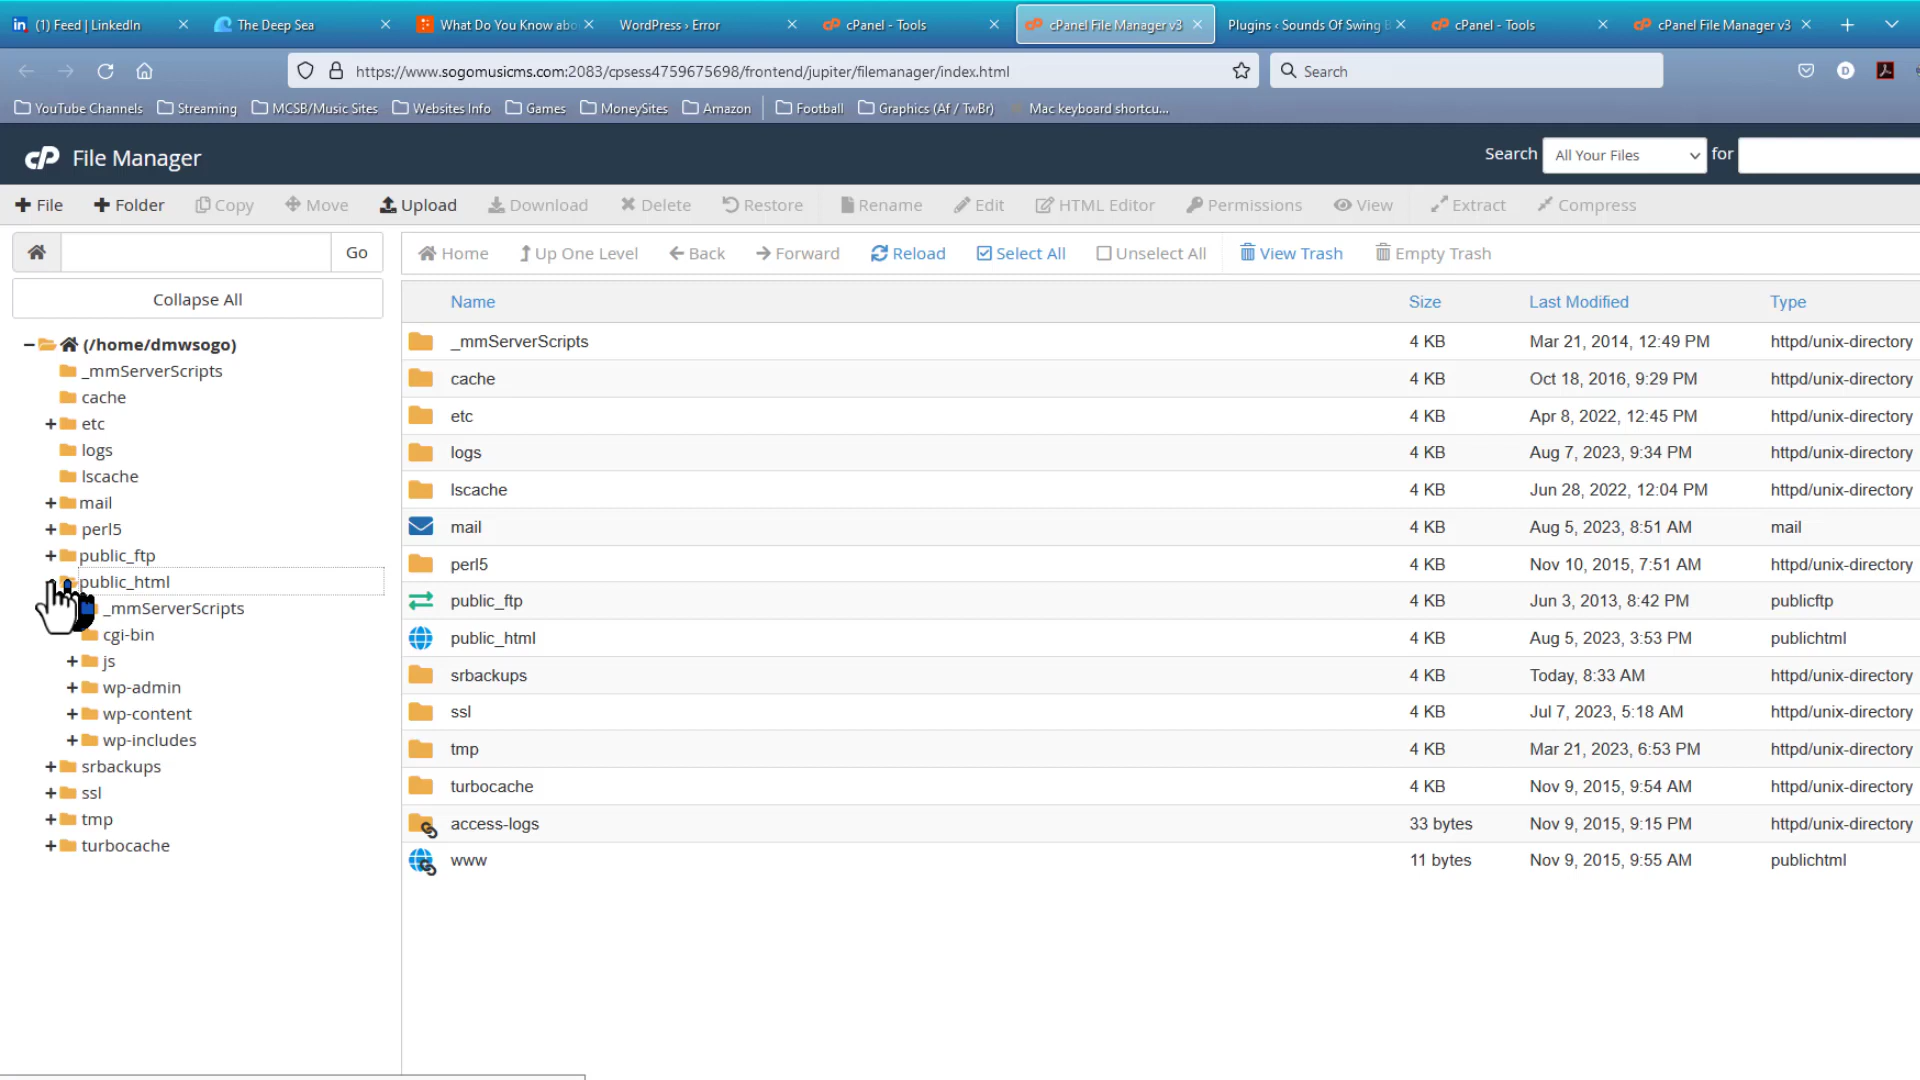 in (1) Feed | LinkedIn The Deep Sea What Do You Know abo WordPress › Error cPanel - Tools cPanel File Manager v3 Plugins ‹ Sounds Of Swing cPanel - Tools cPanel File Manager v3
https://www.sogomusicms.com:2083/cpsess4759675698/frontend/jupiter/filemanager/index.html Search D
YouTube Channels Streaming MCSB/Music Sites Websites Info Games MoneySites Amazon Football Graphics (Af / TwBr) Mac keyboard shortcu...
cP File Manager Search All Your Files for
File Folder Copy Move Upload Download Delete Restore Rename Edit HTML Editor Permissions View Extract Compress
Go Home Up One Level Back Forward Reload Select All Unselect All View Trash Empty Trash
Collapse All
(/home/dmwsogo)
_mmServerScripts
cache
etc
logs
lscache
mail
perl5
public_ftp
public_html
_mmServerScripts
cgi-bin
js
wp-admin
wp-content
wp-includes
srbackups
ssl
tmp
turbocache
Name Size Last Modified Type
_mmServerScripts 4 KB Mar 21, 2014, 12:49 PM httpd/unix-directory
cache 4 KB Oct 18, 2016, 9:29 PM httpd/unix-directory
etc 4 KB Apr 8, 2022, 12:45 PM httpd/unix-directory
logs 4 KB Aug 7, 2023, 9:34 PM httpd/unix-directory
lscache 4 KB Jun 28, 2022, 12:04 PM httpd/unix-directory
mail 4 KB Aug 5, 2023, 8:51 AM mail
perl5 4 KB Nov 10, 2015, 7:51 AM httpd/unix-directory
public_ftp 4 KB Jun 3, 2013, 8:42 PM publicftp
public_html 4 KB Aug 5, 2023, 3:53 PM publichtml
srbackups 4 KB Today, 8:33 AM httpd/unix-directory
ssl 4 KB Jul 7, 2023, 5:18 AM httpd/unix-directory
tmp 4 KB Mar 21, 2023, 6:53 PM httpd/unix-directory
turbocache 4 KB Nov 9, 2015, 9:54 AM httpd/unix-directory
access-logs 33 bytes Nov 9, 2015, 9:15 PM httpd/unix-directory
www 11 bytes Nov 9, 2015, 9:55 AM publichtml